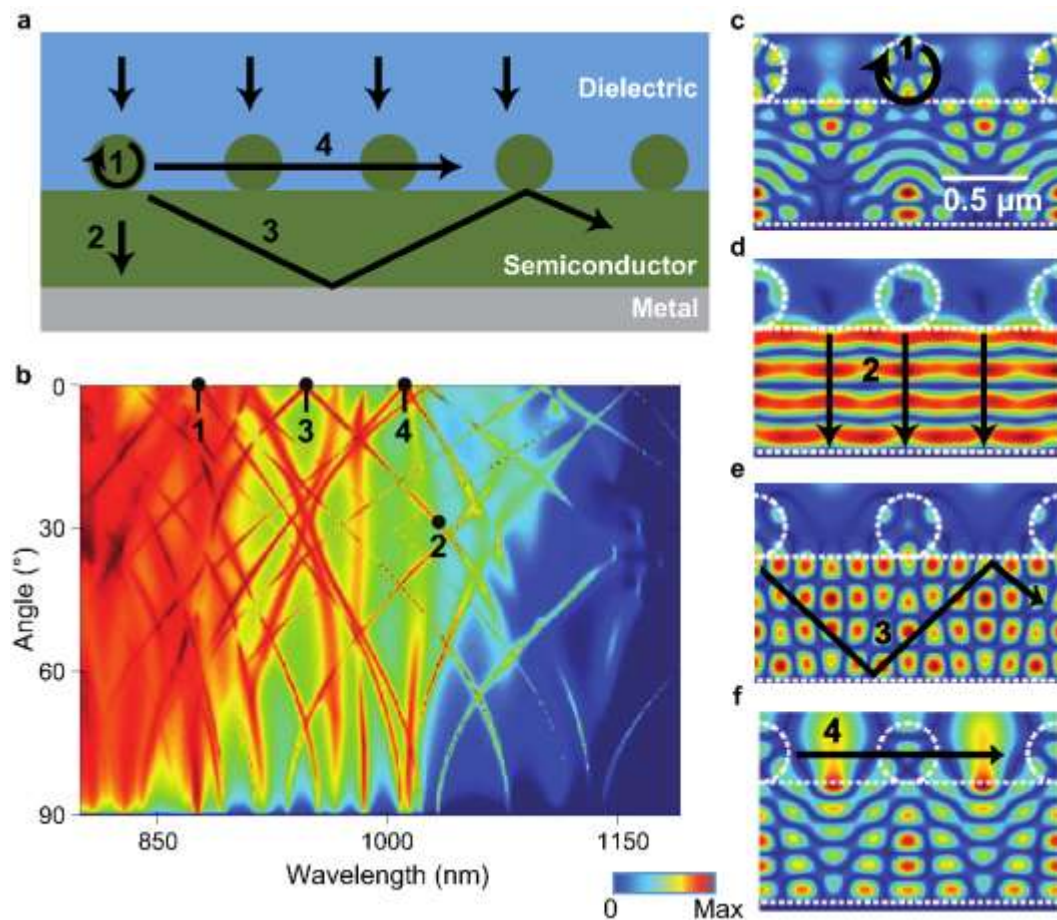 a
Dielectric
1
4
2
3
Semiconductor
Metal
b
0
30
60
90
Angle (°)
1
3
4
2
850
1000
1150
Wavelength (nm)
0 Max
c
1
0.5 μm
d
2
e
3
f
4